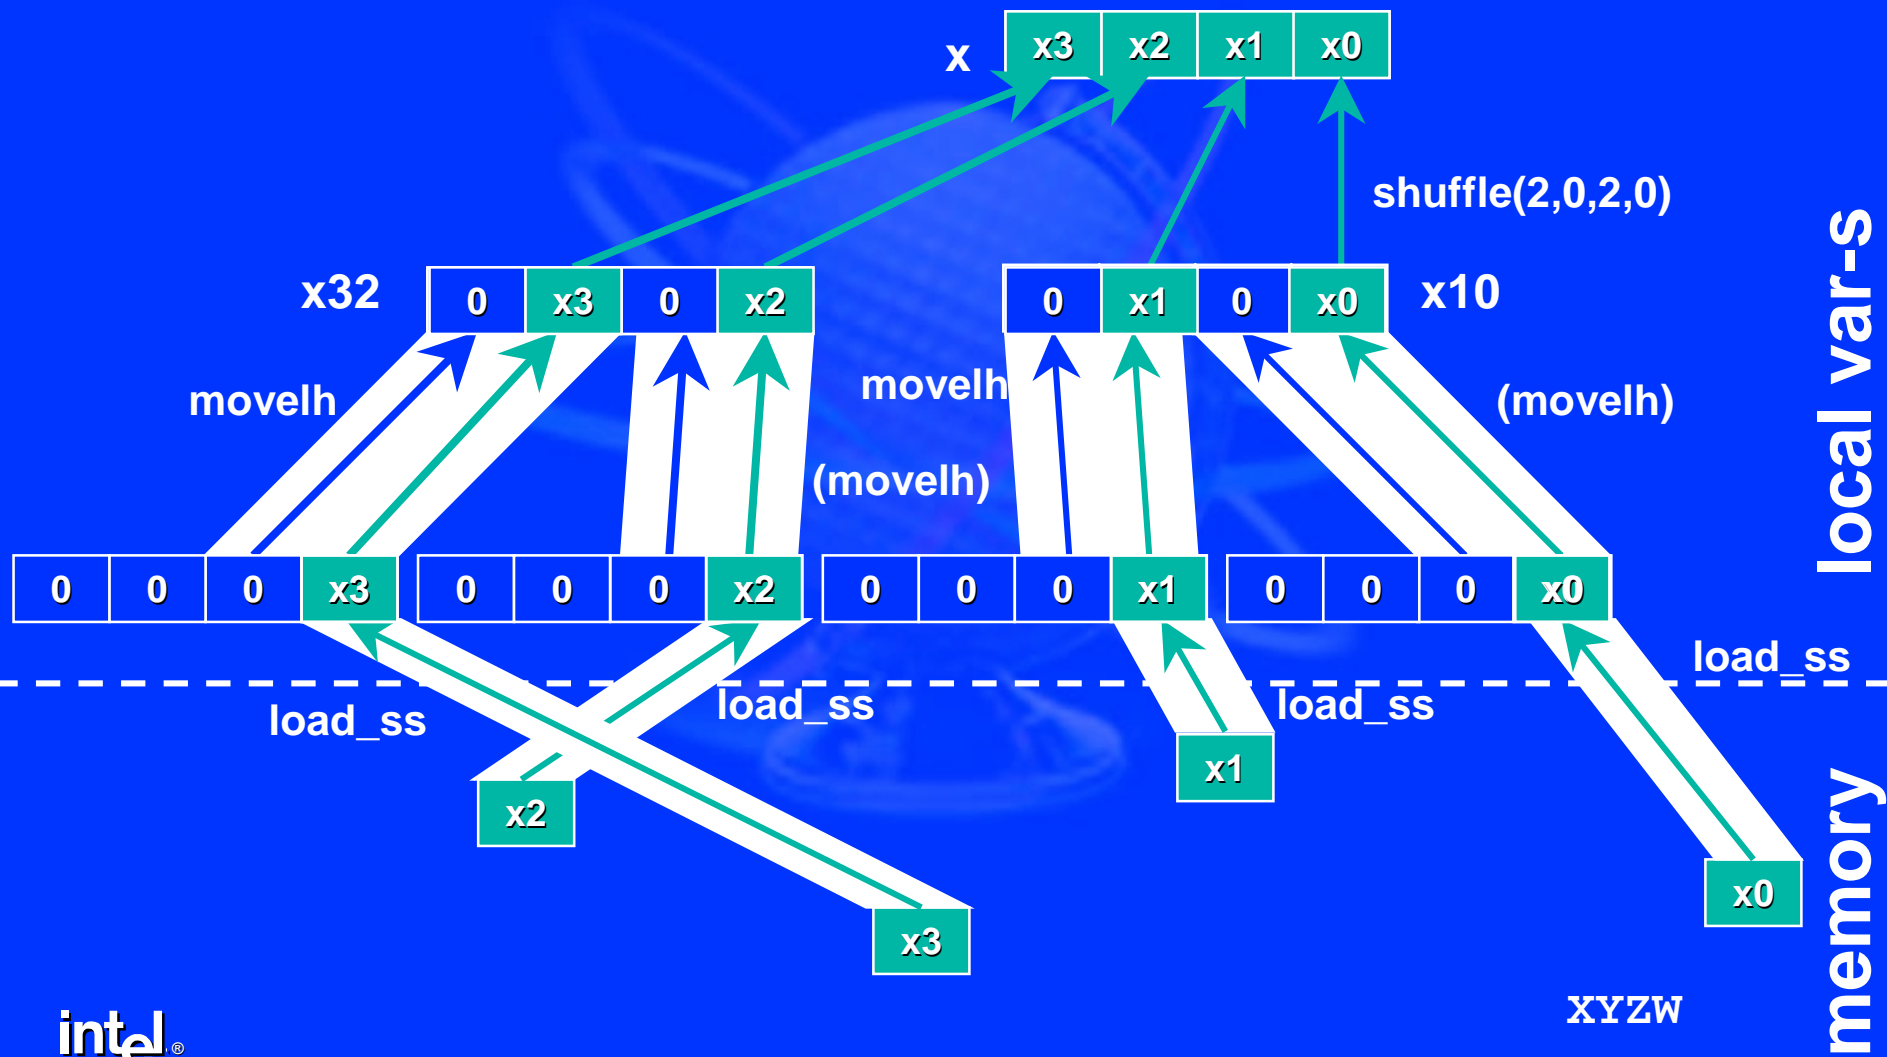 x x3 x2 x1 x0
shuffle(2,0,2,0)
x32 0 x3 0 x2 0 x1 0 x0 x10
movelh movelh (movelh)
(movelh)
0 0 0 x3 0 0 0 x2 0 0 0 x1 0 0 0 x0
load_ss load_ss load_ss load_ss
x1
x2
x0
x3
local var-s
memory
XYZW
intel®